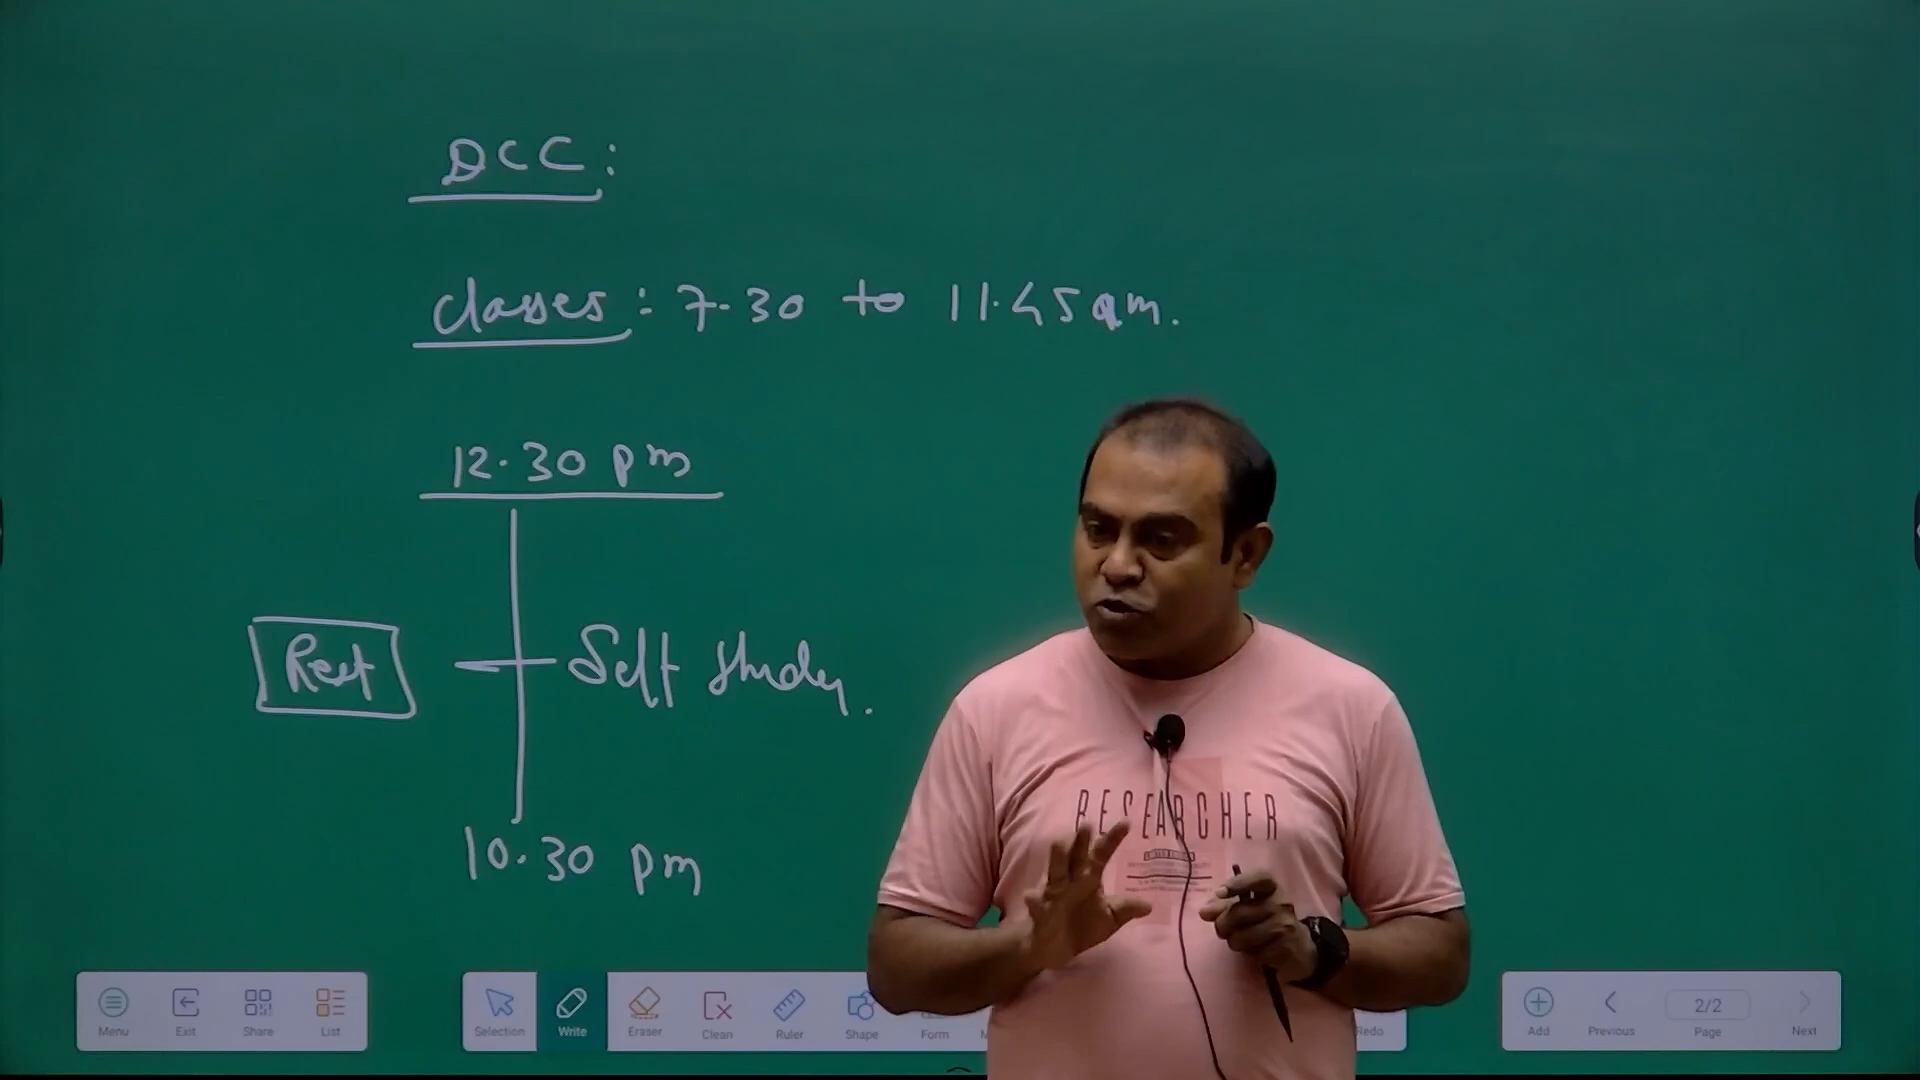 DCC:
classes: 7.30 to 11.45 am.
12.30 pm
Rest
Self study.
10.30 pm
RESEARCHER
Menu Exit Share List
Selection Write Eraser Clean Ruler Shape Form Redo
Add Previous 2/2 Page Next